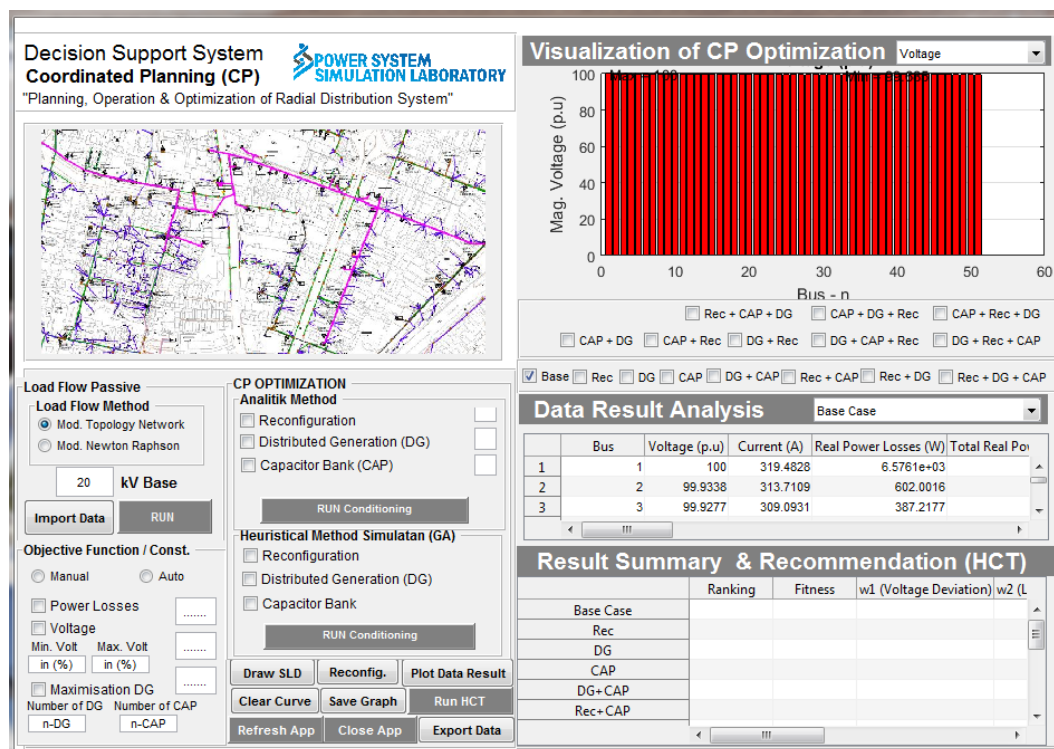 Decision Support System
Coordinated Planning (CP)
POWER SYSTEM
SIMULATION LABORATORY
"Planning, Operation & Optimization of Radial Distribution System"
Load Flow Passive
Load Flow Method
Mod. Topology Network
Mod. Newton Raphson
20 kV Base
Import Data RUN
Objective Function / Const.
Manual Auto
Power Losses .......
Voltage
Min. Volt Max. Volt .......
in (%) in (%)
Maximisation DG .......
Number of DG Number of CAP
n-DG n-CAP
CP OPTIMIZATION
Analitik Method
Reconfiguration
Distributed Generation (DG)
Capacitor Bank (CAP)
RUN Conditioning
Heuristical Method Simulatan (GA)
Reconfiguration
Distributed Generation (DG)
Capacitor Bank
RUN Conditioning
Draw SLD Reconfig. Plot Data Result
Clear Curve Save Graph Run HCT
Refresh App Close App Export Data
Visualization of CP Optimization Voltage
Max = 100
100
80
60
40
20
0
Mag. Voltage (p.u)
0 10 20 30 40 50 60
Bus - n
Rec + CAP + DG CAP + DG + Rec CAP + Rec + DG
CAP + DG CAP + Rec DG + Rec DG + CAP + Rec DG + Rec + CAP
Base Rec DG CAP DG + CAP Rec + CAP Rec + DG Rec + DG + CAP
Data Result Analysis Base Case
Bus Voltage (p.u) Current (A) Real Power Losses (W) Total Real
1 1 100 319.4828 6.5761e+03
2 2 99.9338 313.7109 602.0016
3 3 99.9277 309.0931 387.2177
Result Summary & Recommendation (HCT)
Ranking Fitness w1 (Voltage Deviation) w2 (L
Base Case
Rec
DG
CAP
DG+CAP
Rec+CAP